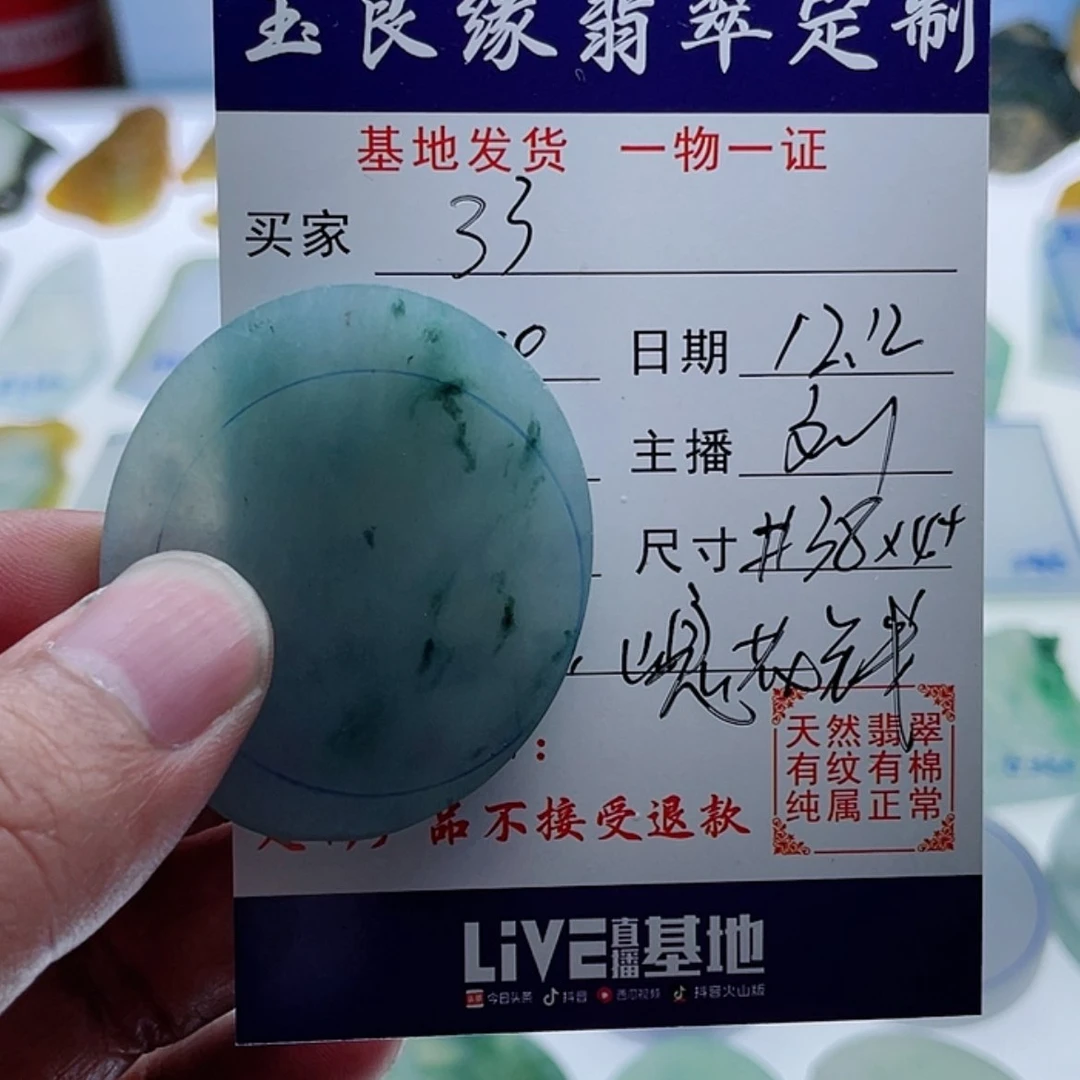 玉良缘翡翠定制
基地发货 一物一证
买家 33
日期 12.12
主播
尺寸 #38x44
天然翡翠
有纹有棉
纯属正常
品不接受退款
LiVE直播基地
今日头条 抖音 西瓜视频 抖音火山版